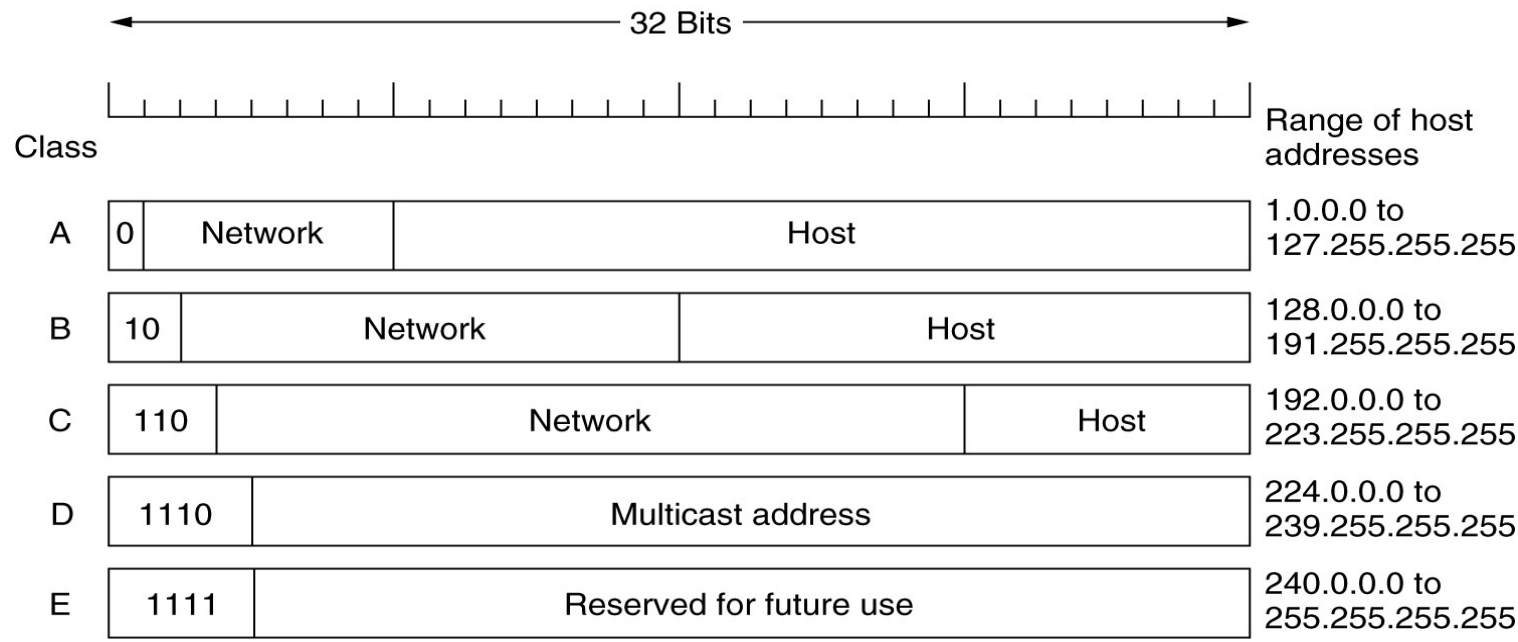 32 Bits
Range of host
addresses
Class
A 0 Network Host 1.0.0.0 to
127.255.255.255
B 10 Network Host 128.0.0.0 to
191.255.255.255
C 110 Network Host 192.0.0.0 to
223.255.255.255
D 1110 Multicast address 224.0.0.0 to
239.255.255.255
E 1111 Reserved for future use 240.0.0.0 to
255.255.255.255